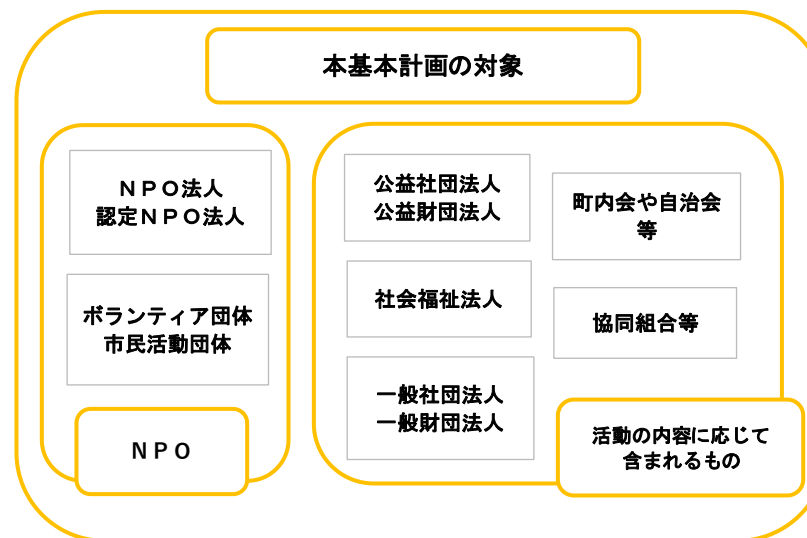 本基本計画の対象
ＮＰＯ法人
認定ＮＰＯ法人
ボランティア団体
市民活動団体
ＮＰＯ
公益社団法人
公益財団法人
社会福祉法人
一般社団法人
一般財団法人
町内会や自治会
等
協同組合等
活動の内容に応じて
含まれるもの